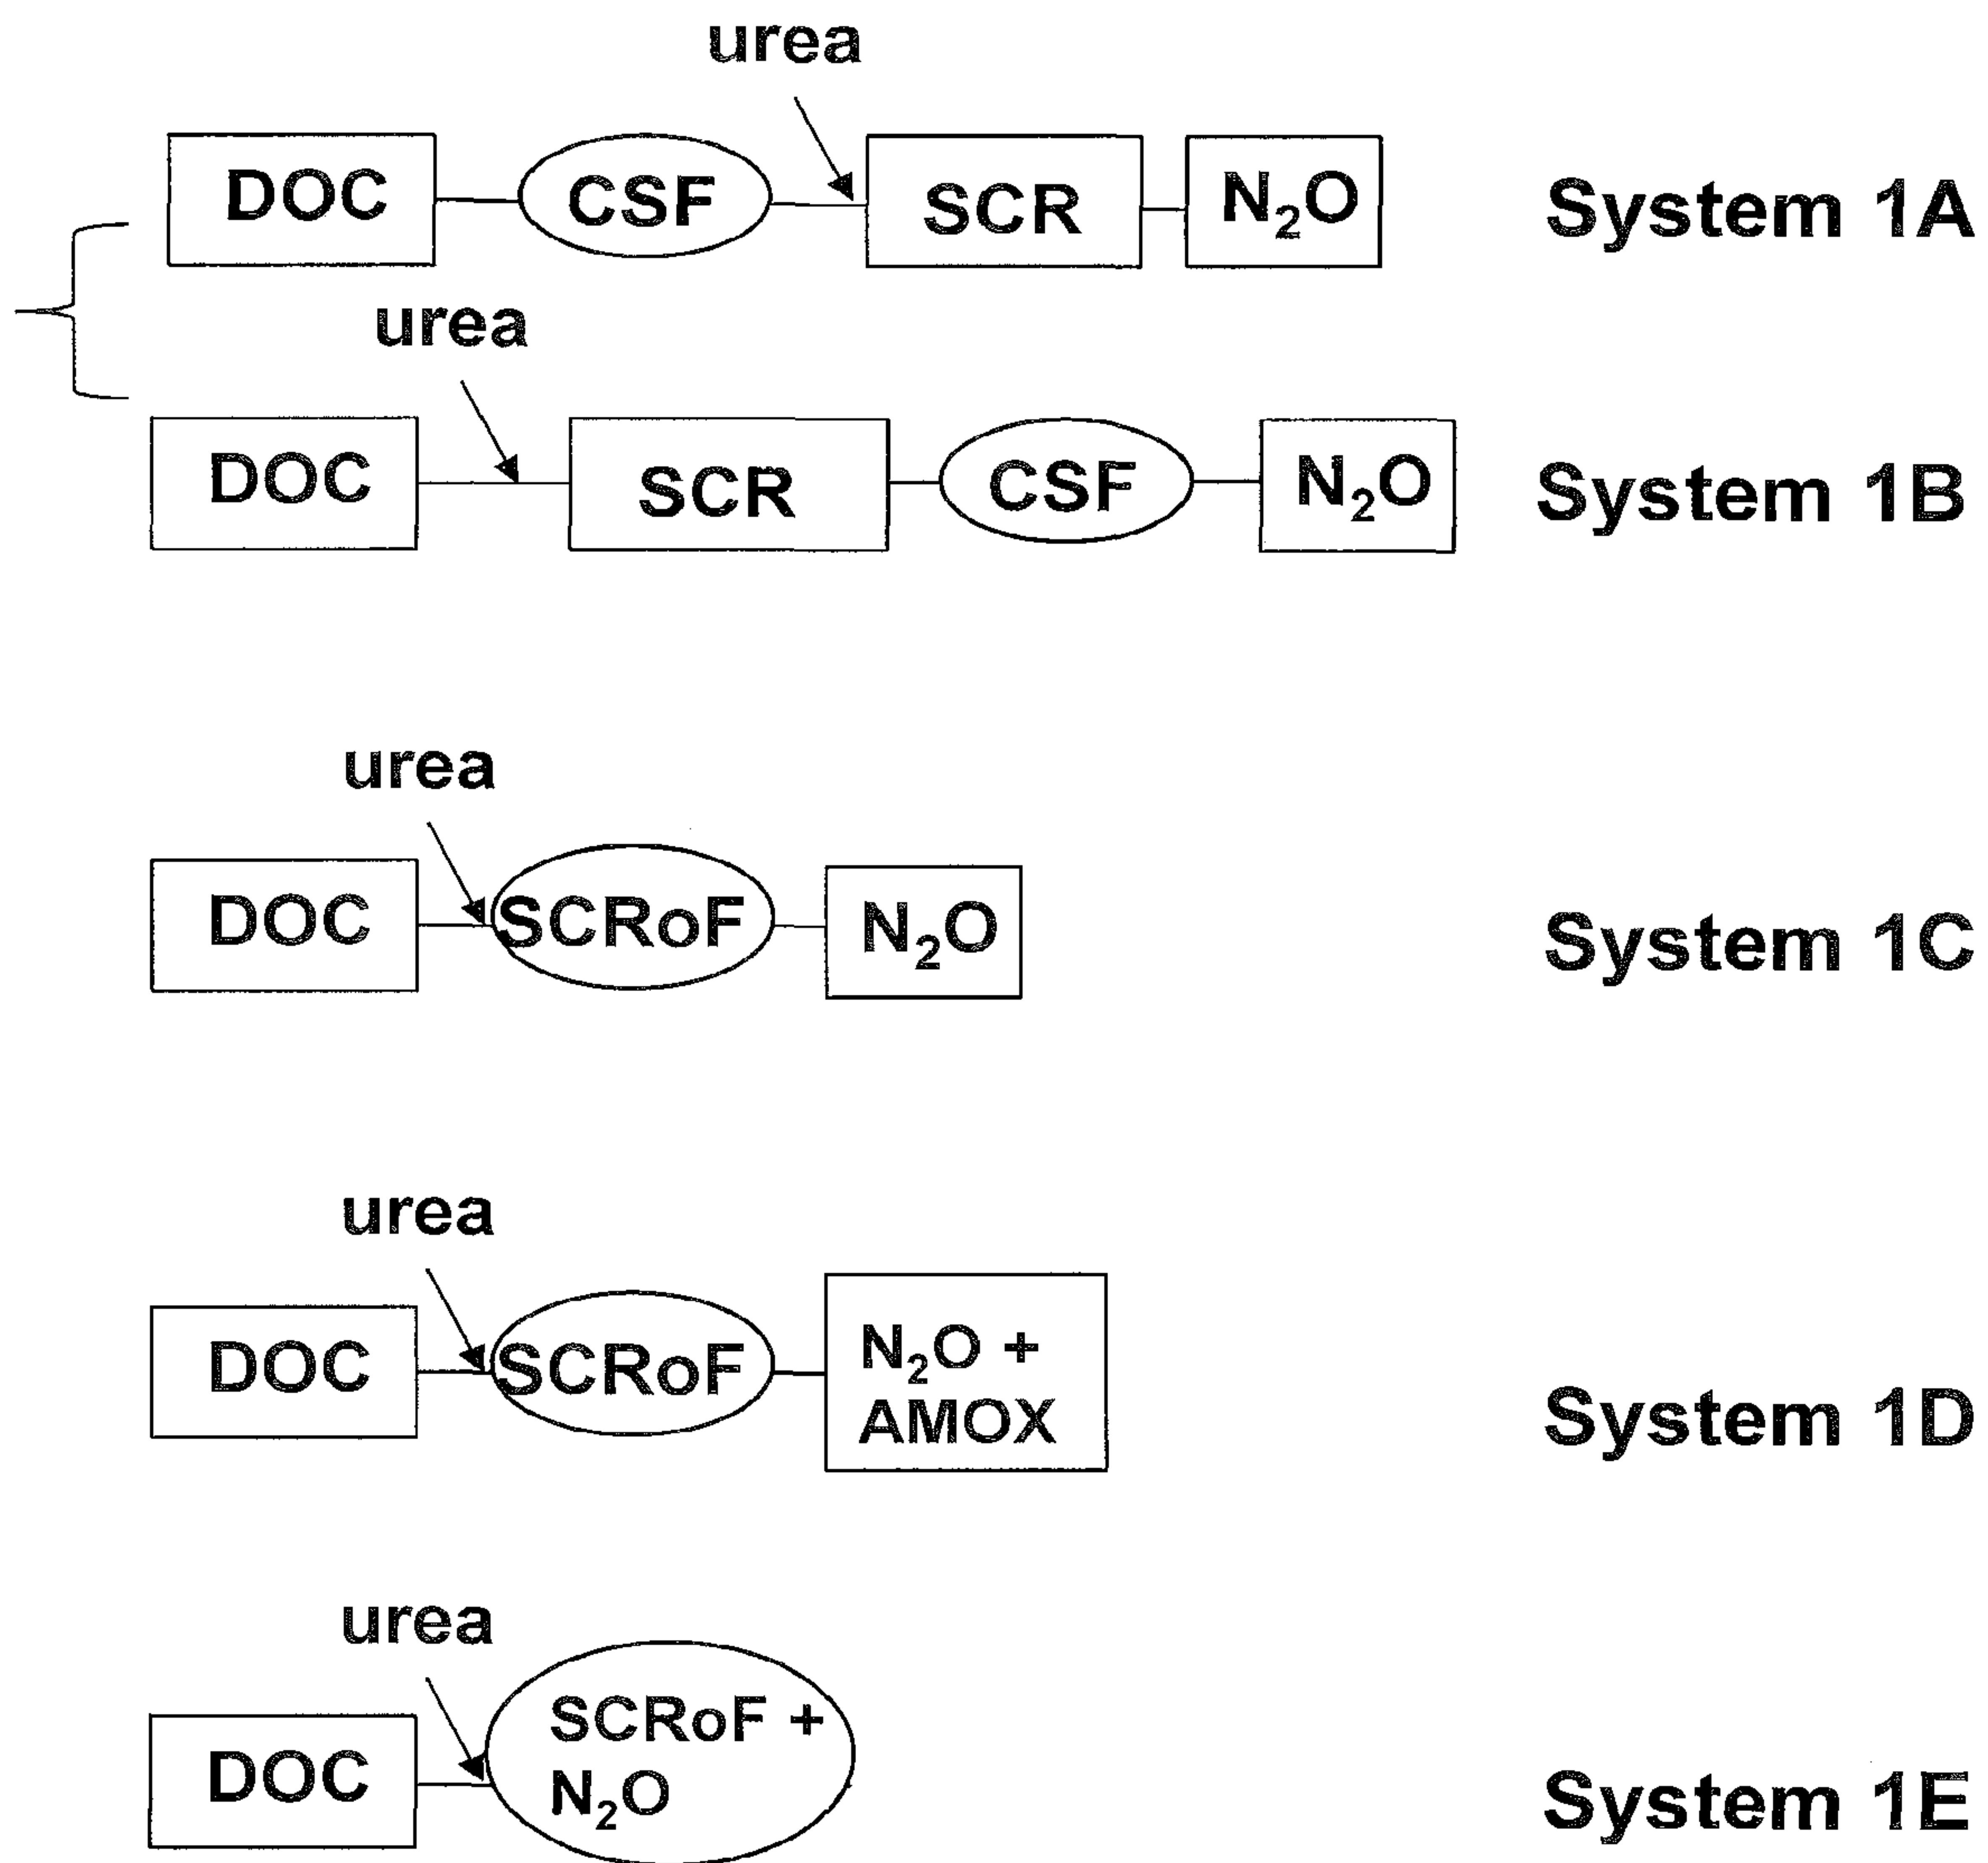 urea
DOC CSF SCR N₂O System 1A
urea
DOC SCR CSF N₂O System 1B
urea
DOC SCRoF N₂O System 1C
urea
DOC SCRoF N₂O +
AMOX System 1D
urea
DOC SCRoF +
N₂O System 1E